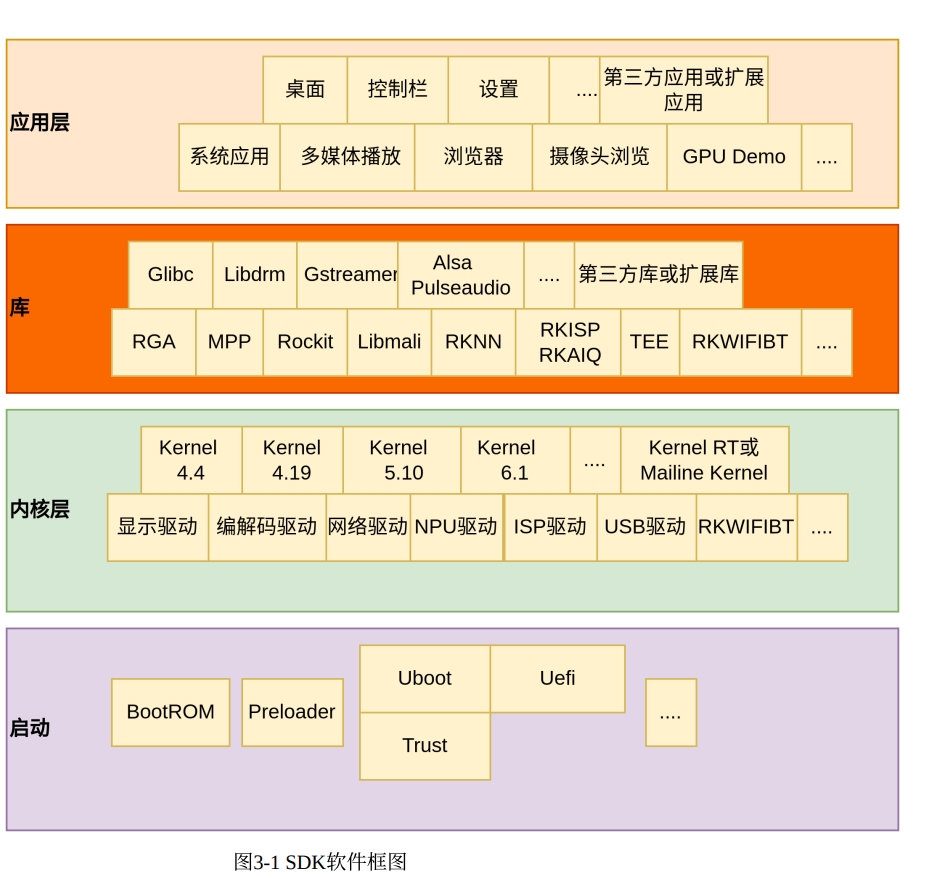 应用层
桌面
控制栏
设置
....
第三方应用或扩展
应用
系统应用
多媒体播放
浏览器
摄像头浏览
GPU Demo
....
库
Glibc
Libdrm
Gstreamer
Alsa
Pulseaudio
....
第三方库或扩展库
RGA
MPP
Rockit
Libmali
RKNN
RKISP
RKAIQ
TEE
RKWIFIBT
....
内核层
Kernel
4.4
Kernel
4.19
Kernel
5.10
Kernel
6.1
....
Kernel RT或
Mailine Kernel
显示驱动
编解码驱动
网络驱动
NPU驱动
ISP驱动
USB驱动
RKWIFIBT
....
启动
BootROM
Preloader
Uboot
Uefi
Trust
....
图3-1 SDK软件框图